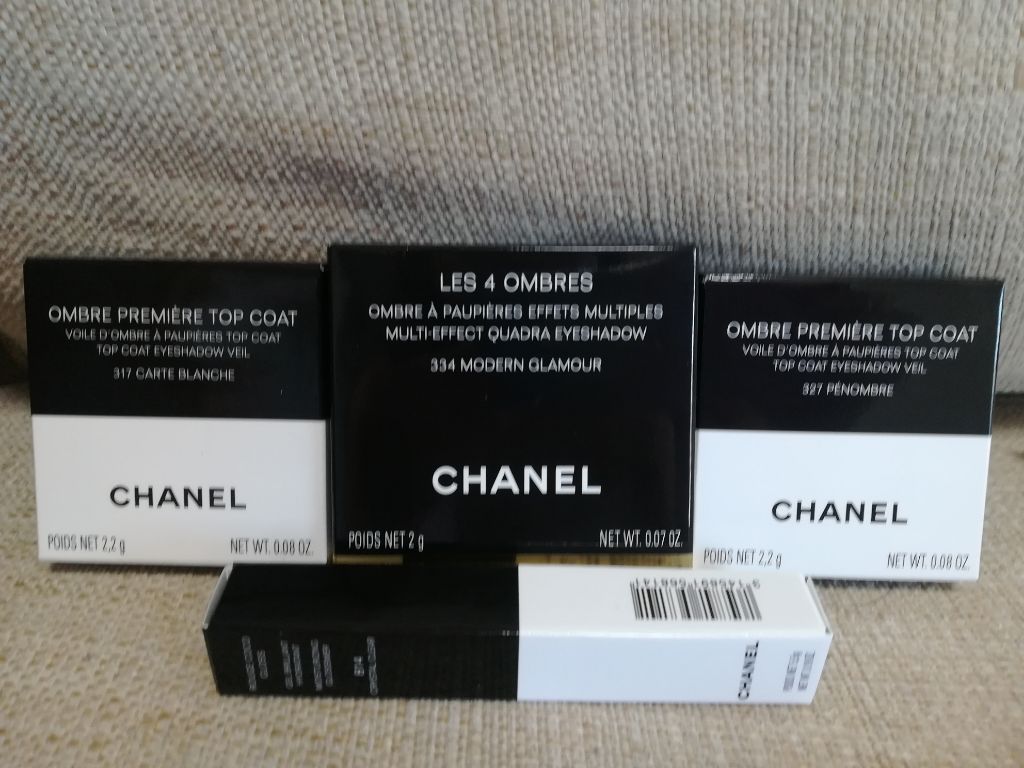 OMBRE PREMIÈRE TOP COAT
VOILE D'OMBRE À PAUPIÈRES TOP COAT
TOP COAT EYESHADOW VEIL
317 CARTE BLANCHE
CHANEL
POIDS NET 2,2 g
NET WT. 0.08 OZ.
LES 4 OMBRES
OMBRE À PAUPIÈRES EFFETS MULTIPLES
MULTI-EFFECT QUADRA EYESHADOW
334 MODERN GLAMOUR
CHANEL
POIDS NET 2 g
NET WT. 0.07 OZ.
OMBRE PREMIÈRE TOP COAT
VOILE D'OMBRE À PAUPIÈRES TOP COAT
TOP COAT EYESHADOW VEIL
327 PÉNOMBRE
CHANEL
POIDS NET 2,2 g
NET WT. 0.08 OZ.
CHANEL